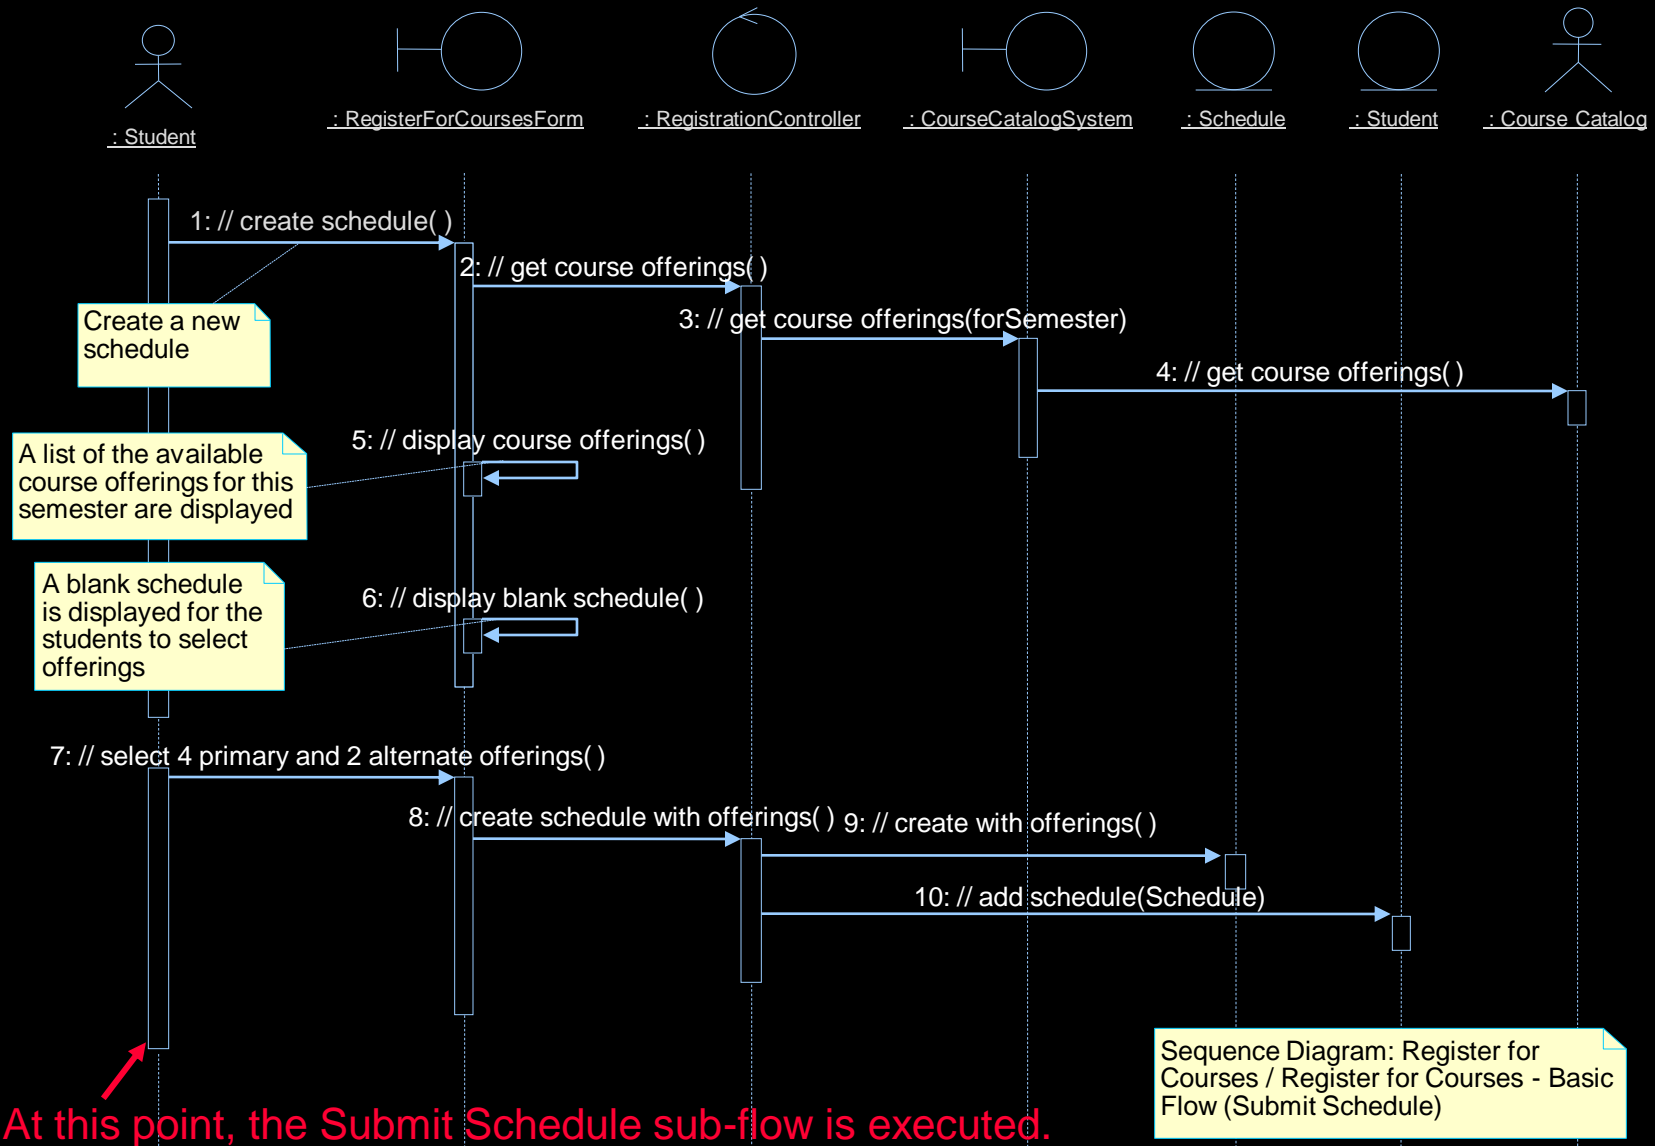 : Student
: RegisterForCoursesForm
: RegistrationController
: CourseCatalogSystem
: Schedule
: Student
: Course Catalog
1: // create schedule( )
2: // get course offerings( )
3: // get course offerings(forSemester)
4: // get course offerings( )
Create a new
schedule
5: // display course offerings( )
A list of the available
course offerings for this
semester are displayed
6: // display blank schedule( )
A blank schedule
is displayed for the
students to select
offerings
7: // select 4 primary and 2 alternate offerings( )
8: // create schedule with offerings( )
9: // create with offerings( )
10: // add schedule(Schedule)
Sequence Diagram: Register for
Courses / Register for Courses - Basic
Flow (Submit Schedule)
At this point, the Submit Schedule sub-flow is executed.